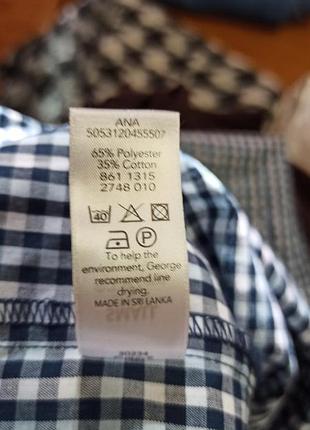 ANA
5053120455507
65% Polyester
35% Cotton
861 1315
2748 010
40
P
To help the
environment, George
recommend line
drying.
MADE IN SRI LANKA
SMALL